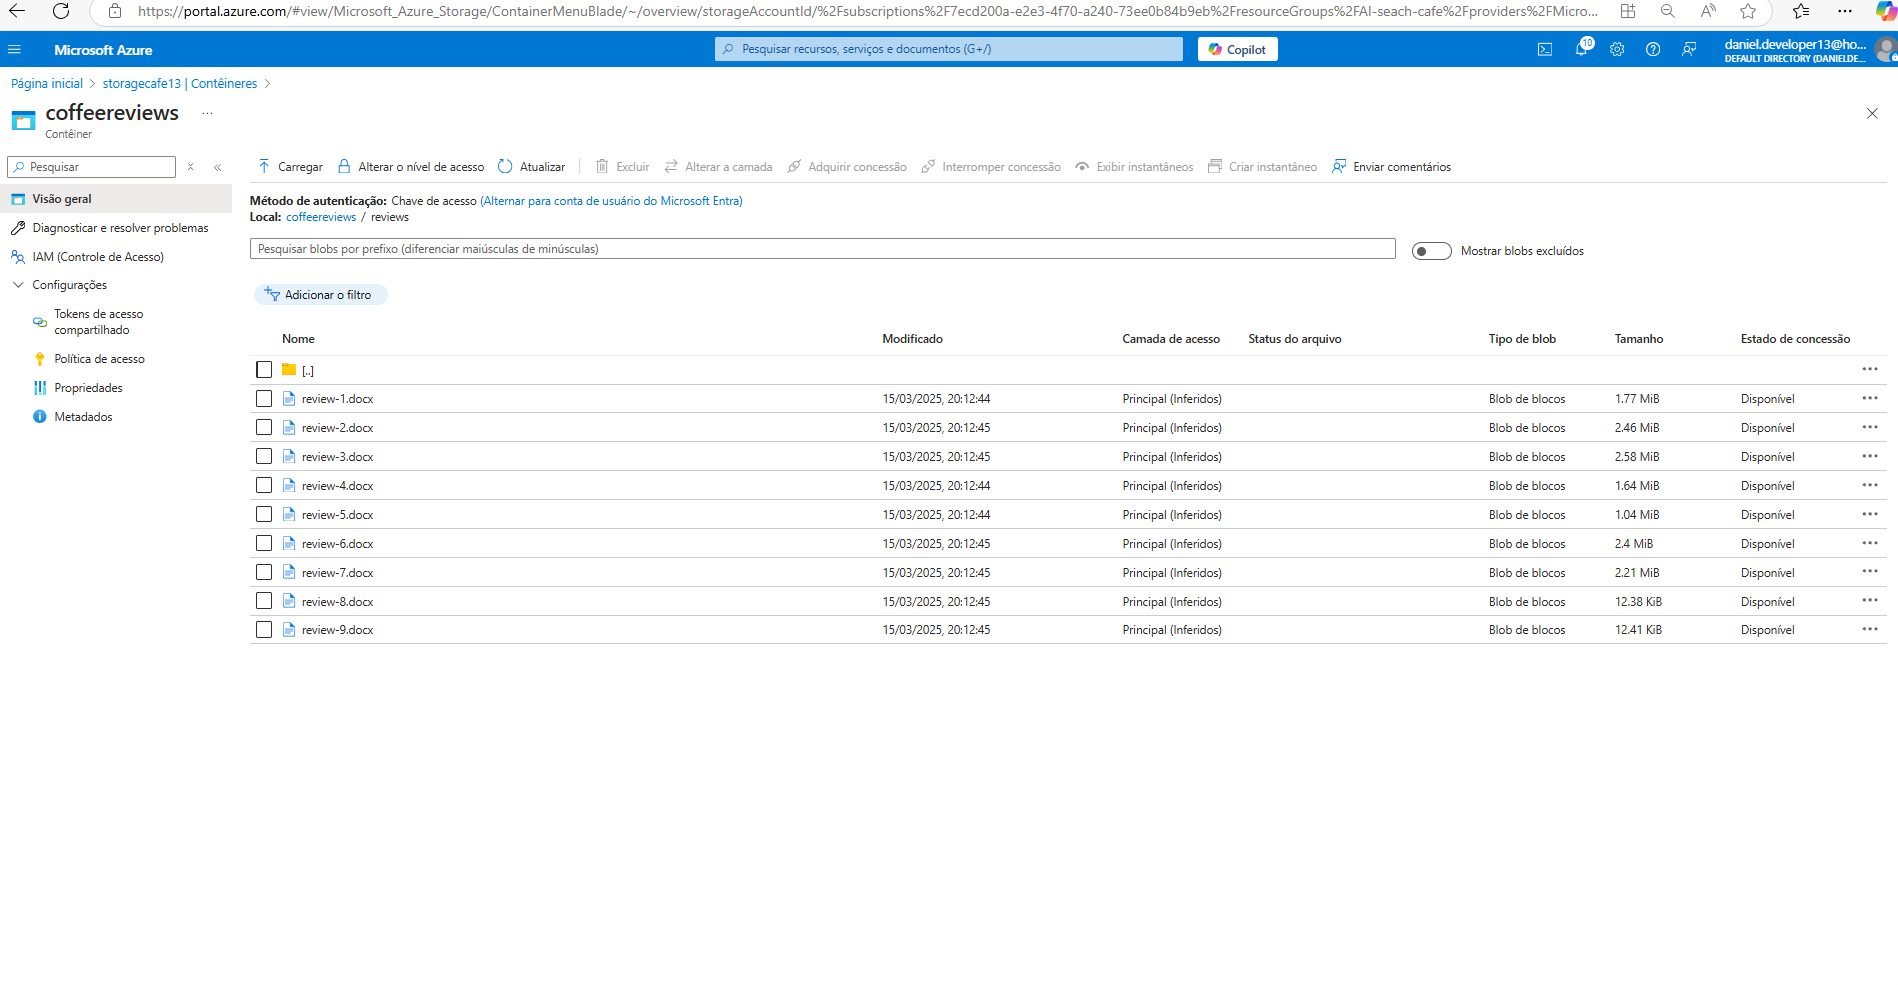 https://portal.azure.com/#view/Microsoft_Azure_Storage/ContainerMenuBlade/~/overview/storageAccountId/%2Fsubscriptions%2F7ecd200a-e2e3-4f70-a240-73ee0b84b9eb%2FresourceGroups%2FAI-seach-cafe%2Fproviders%2FMicro...
Microsoft Azure
Pesquisar recursos, serviços e documentos (G+/)
Copilot
10
daniel.developer13@ho...
DEFAULT DIRECTORY (DANIELDE...
Página inicial > storagecafe13 | Contêineres >
coffeereviews ...
Contêiner
Pesquisar
Visão geral
Diagnosticar e resolver problemas
IAM (Controle de Acesso)
Configurações
Tokens de acesso
compartilhado
Política de acesso
Propriedades
Metadados
Carregar Alterar o nível de acesso Atualizar Excluir Alterar a camada Adquirir concessão Interromper concessão Exibir instantâneos Criar instantâneo Enviar comentários
Método de autenticação: Chave de acesso (Alternar para conta de usuário do Microsoft Entra)
Local: coffeereviews / reviews
Pesquisar blobs por prefixo (diferenciar maiúsculas de minúsculas)
Mostrar blobs excluídos
Adicionar o filtro
Nome Modificado Camada de acesso Status do arquivo Tipo de blob Tamanho Estado de concessão
[..]
review-1.docx 15/03/2025, 20:12:44 Principal (Inferidos) Blob de blocos 1.77 MiB Disponível
review-2.docx 15/03/2025, 20:12:45 Principal (Inferidos) Blob de blocos 2.46 MiB Disponível
review-3.docx 15/03/2025, 20:12:45 Principal (Inferidos) Blob de blocos 2.58 MiB Disponível
review-4.docx 15/03/2025, 20:12:44 Principal (Inferidos) Blob de blocos 1.64 MiB Disponível
review-5.docx 15/03/2025, 20:12:44 Principal (Inferidos) Blob de blocos 1.04 MiB Disponível
review-6.docx 15/03/2025, 20:12:45 Principal (Inferidos) Blob de blocos 2.4 MiB Disponível
review-7.docx 15/03/2025, 20:12:45 Principal (Inferidos) Blob de blocos 2.21 MiB Disponível
review-8.docx 15/03/2025, 20:12:45 Principal (Inferidos) Blob de blocos 12.38 KiB Disponível
review-9.docx 15/03/2025, 20:12:45 Principal (Inferidos) Blob de blocos 12.41 KiB Disponível